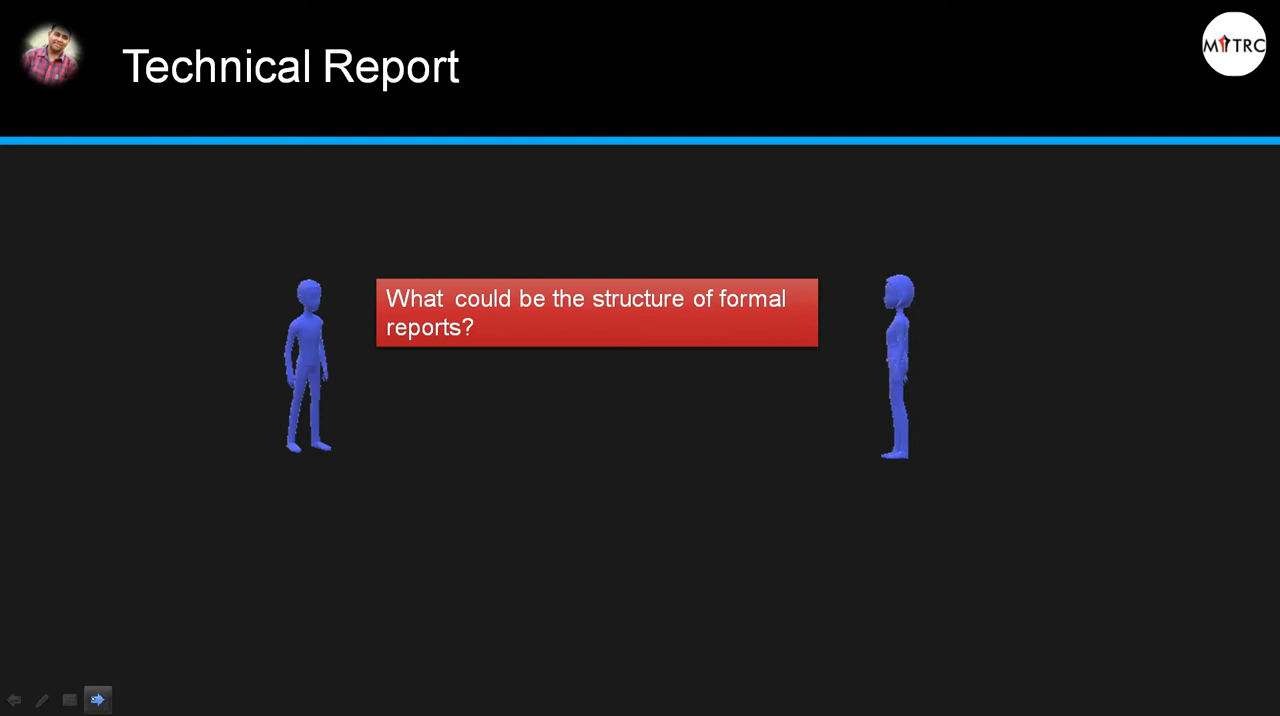 Technical Report
MITRC
What could be the structure of formal
reports?